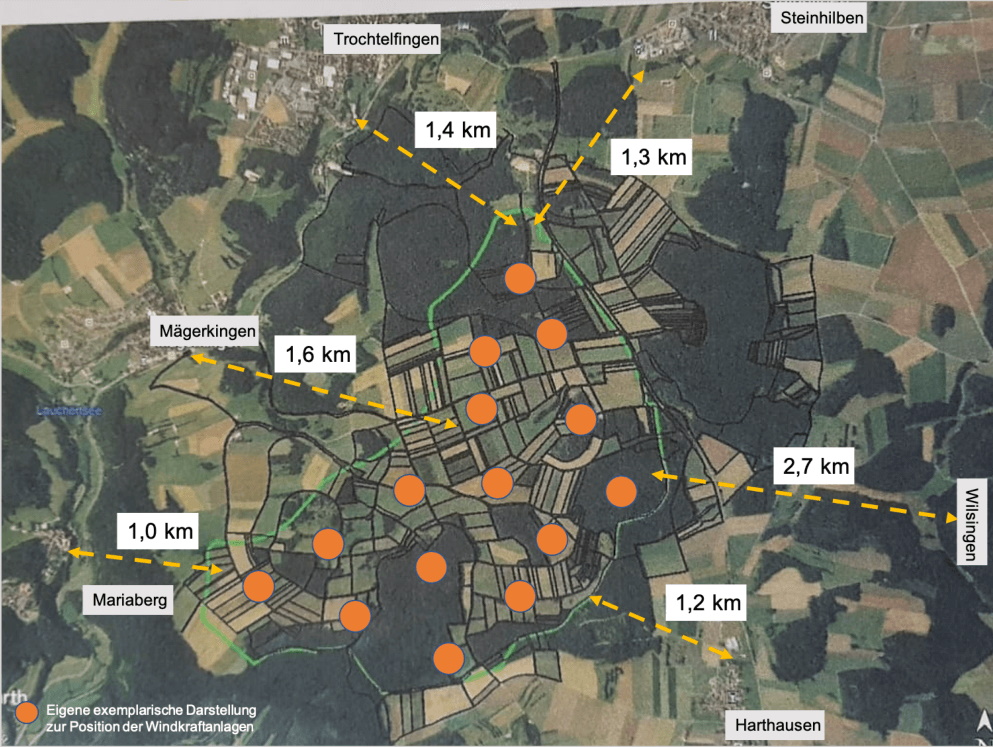 Steinhilben
Trochtelfingen
1,4 km
1,3 km
Mägerkingen
1,6 km
Lauchertsee
2,7 km
Wilsingen
1,0 km
Mariaberg
1,2 km
Harthausen
Eigene exemplarische Darstellung
zur Position der Windkraftanlagen